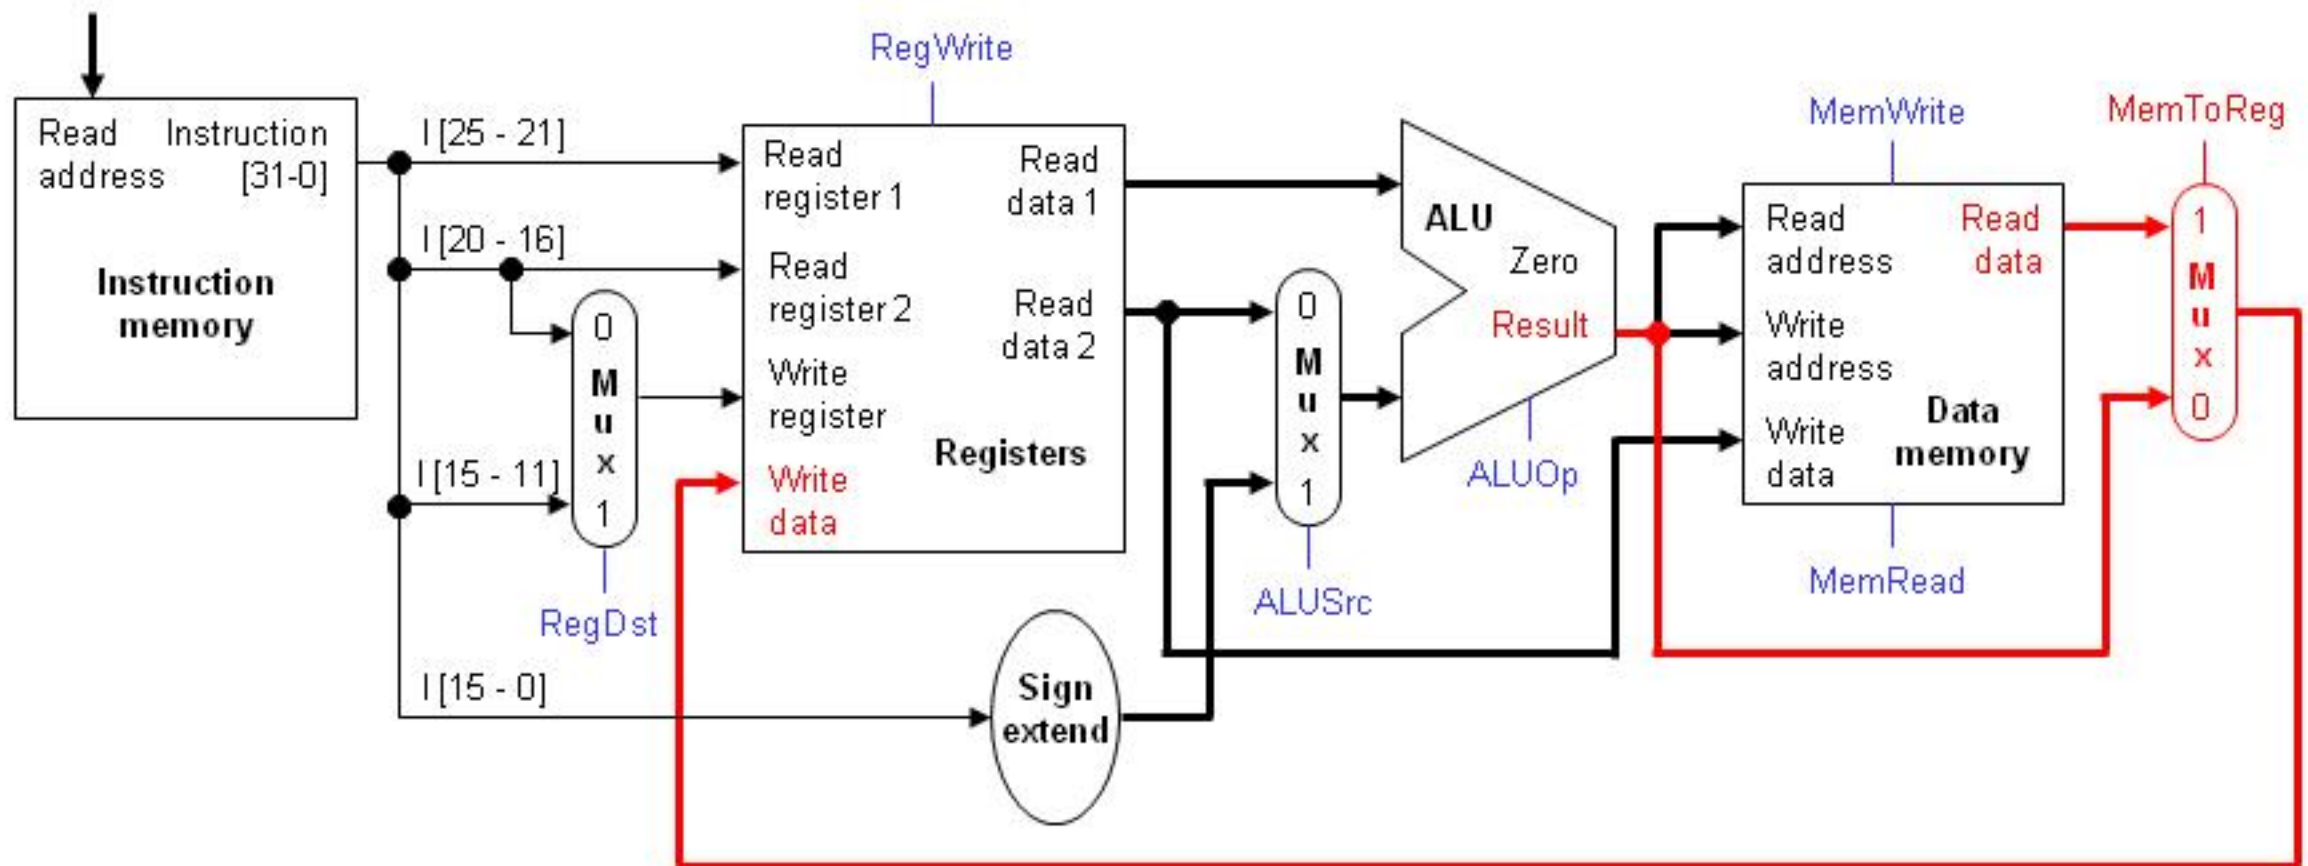 RegWrite
MemWrite
MemToReg
Read Instruction
address [31-0]
Instruction
memory
I [25 - 21]
I [20 - 16]
I [15 - 11]
I [15 - 0]
0
M
u
x
1
RegDst
Read
register 1
Read
data 1
Read
register 2
Read
data 2
Write
register
Registers
Write
data
Sign
extend
0
M
u
x
1
ALUSrc
ALU
Zero
Result
ALUOp
Read
address
Read
data
Write
address
Data
memory
Write
data
MemRead
1
M
u
x
0